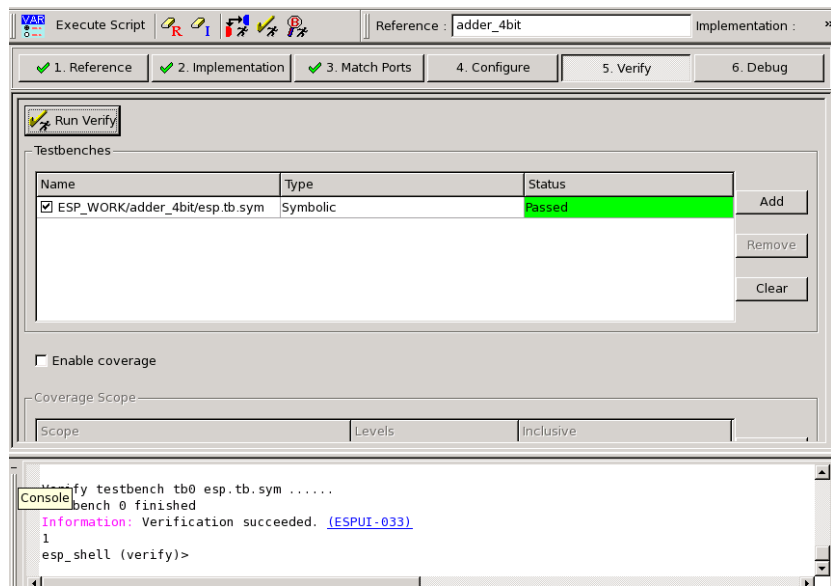 VAR Execute Script R I B Reference : adder_4bit Implementation : »
1. Reference 2. Implementation 3. Match Ports 4. Configure 5. Verify 6. Debug
Run Verify
Testbenches
Name Type Status
ESP_WORK/adder_4bit/esp.tb.sym Symbolic Passed
Add
Remove
Clear
Enable coverage
Coverage Scope
Scope Levels Inclusive
testbench tb0 esp.tb.sym ......
Console
0 finished
Information: Verification succeeded. (ESPUI-033)
1
esp_shell (verify)>